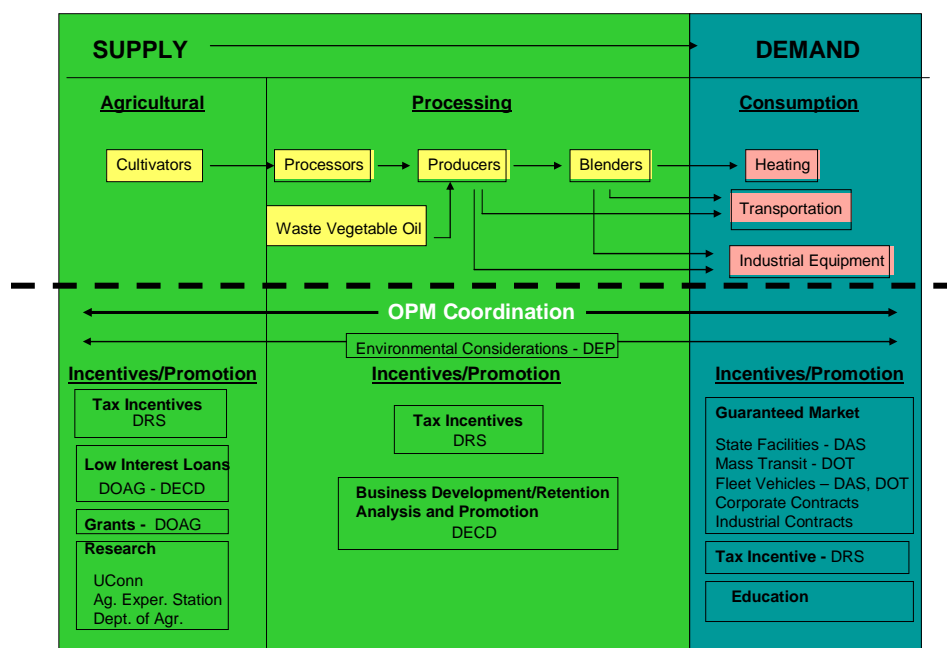 SUPPLY
DEMAND
Agricultural
Processing
Consumption
Cultivators
Processors
Producers
Blenders
Heating
Waste Vegetable Oil
Transportation
Industrial Equipment
OPM Coordination
Environmental Considerations - DEP
Incentives/Promotion
Tax Incentives
DRS
Low Interest Loans
DOAG - DECD
Grants - DOAG
Research
UConn
Ag. Exper. Station
Dept. of Agr.
Incentives/Promotion
Tax Incentives
DRS
Business Development/Retention
Analysis and Promotion
DECD
Incentives/Promotion
Guaranteed Market
State Facilities - DAS
Mass Transit - DOT
Fleet Vehicles – DAS, DOT
Corporate Contracts
Industrial Contracts
Tax Incentive - DRS
Education